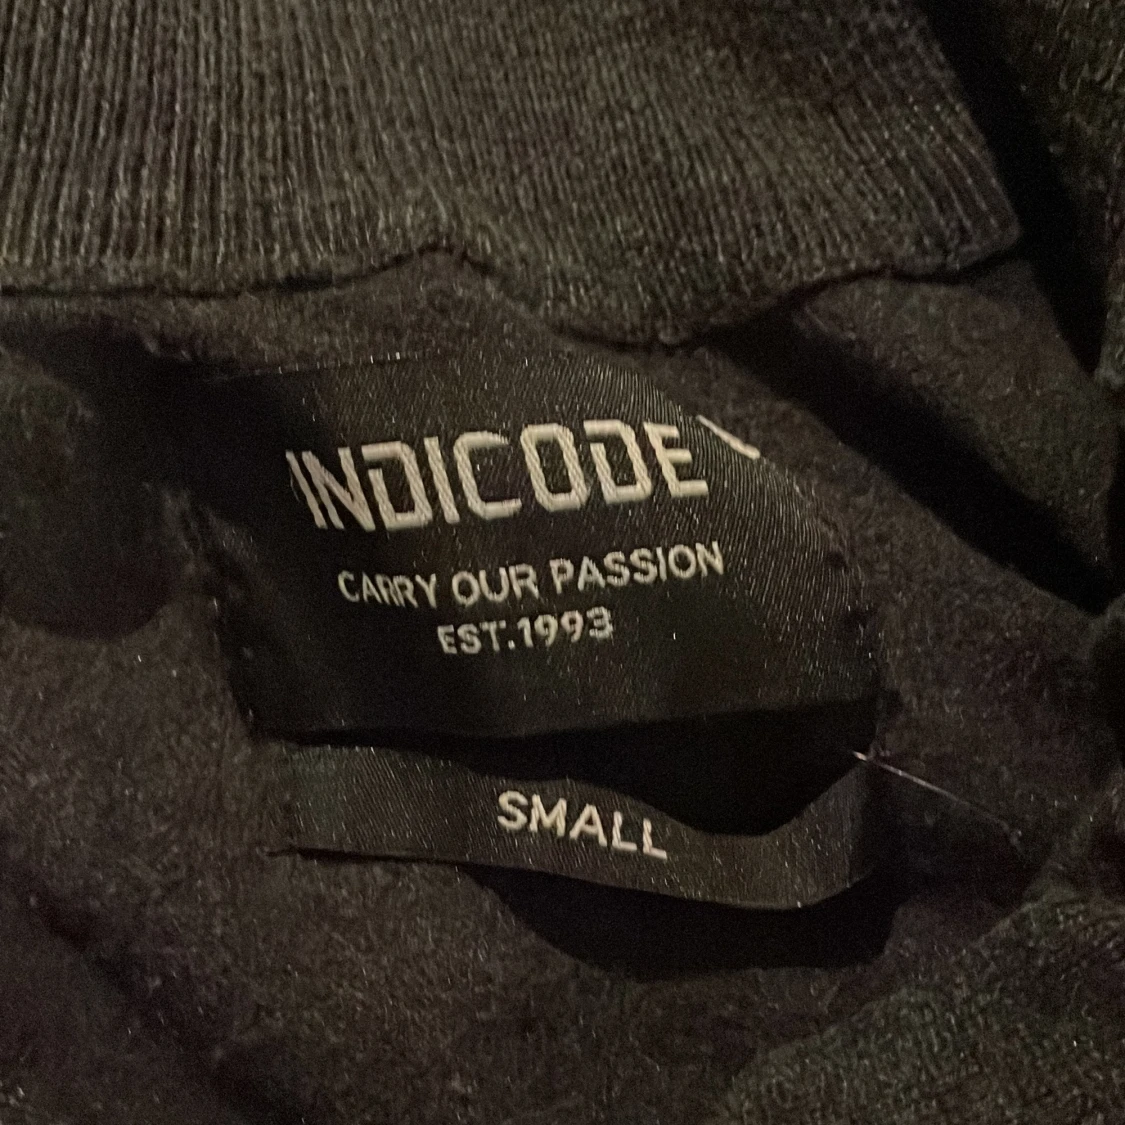 INDICODE
CARRY OUR PASSION
EST.1993
SMALL